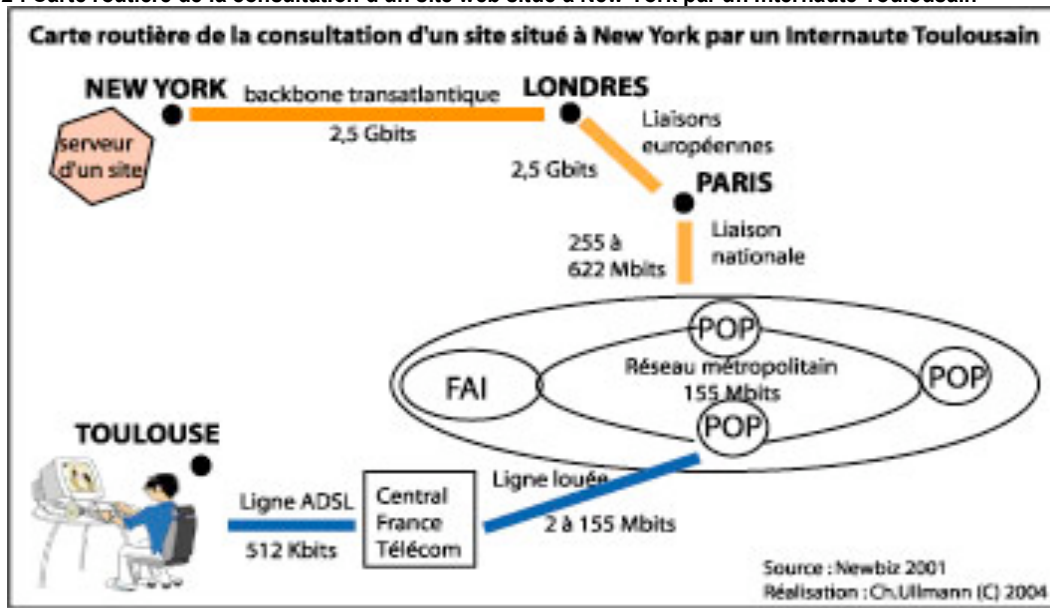 Carte routière de la consultation d'un site situé à New York par un Internaute Toulousain
NEW YORK
backbone transatlantique
LONDRES
serveur
d'un site
2,5 Gbits
Liaisons
européennes
2,5 Gbits
PARIS
255 à
622 Mbits
Liaison
nationale
POP
Réseau métropolitain
155 Mbits
FAI
POP
POP
TOULOUSE
Ligne ADSL
512 Kbits
Central
France
Télécom
Ligne louée
2 à 155 Mbits
Source : Newbiz 2001
Réalisation : Ch.Ullmann (C) 2004